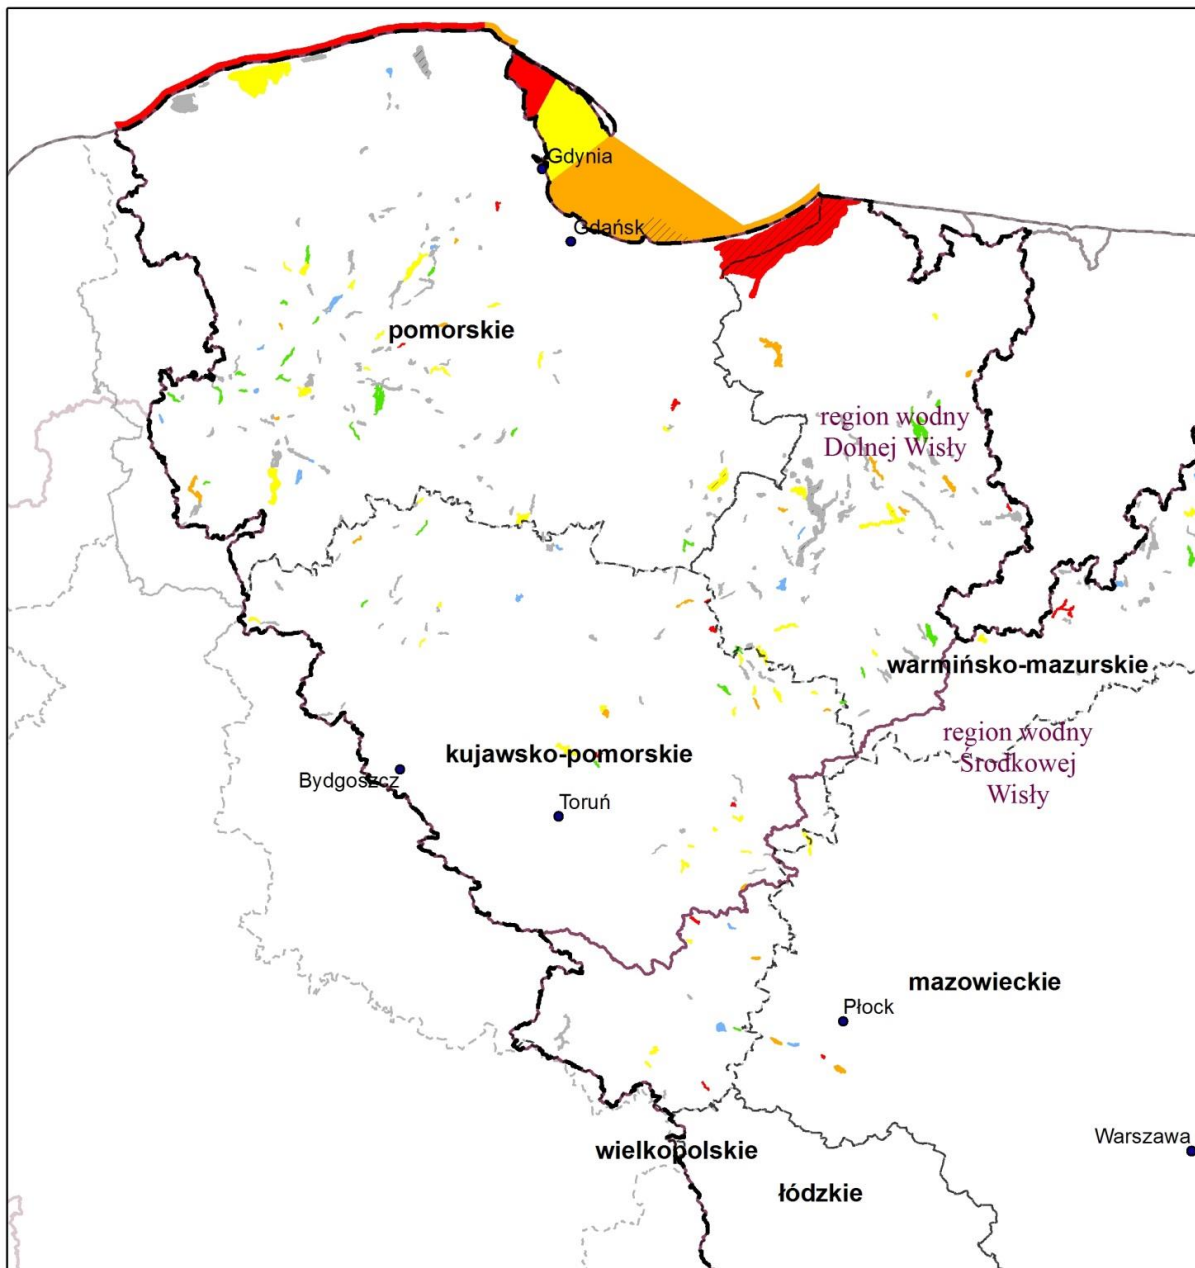 Gdynia
Gdańsk
pomorskie
region wodny
Dolnej Wisły
warmińsko-mazurskie
region wodny
Środkowej
Wisły
kujawsko-pomorskie
Bydgoszcz
Toruń
mazowieckie
Płock
Warszawa
wielkopolskie
łódzkie